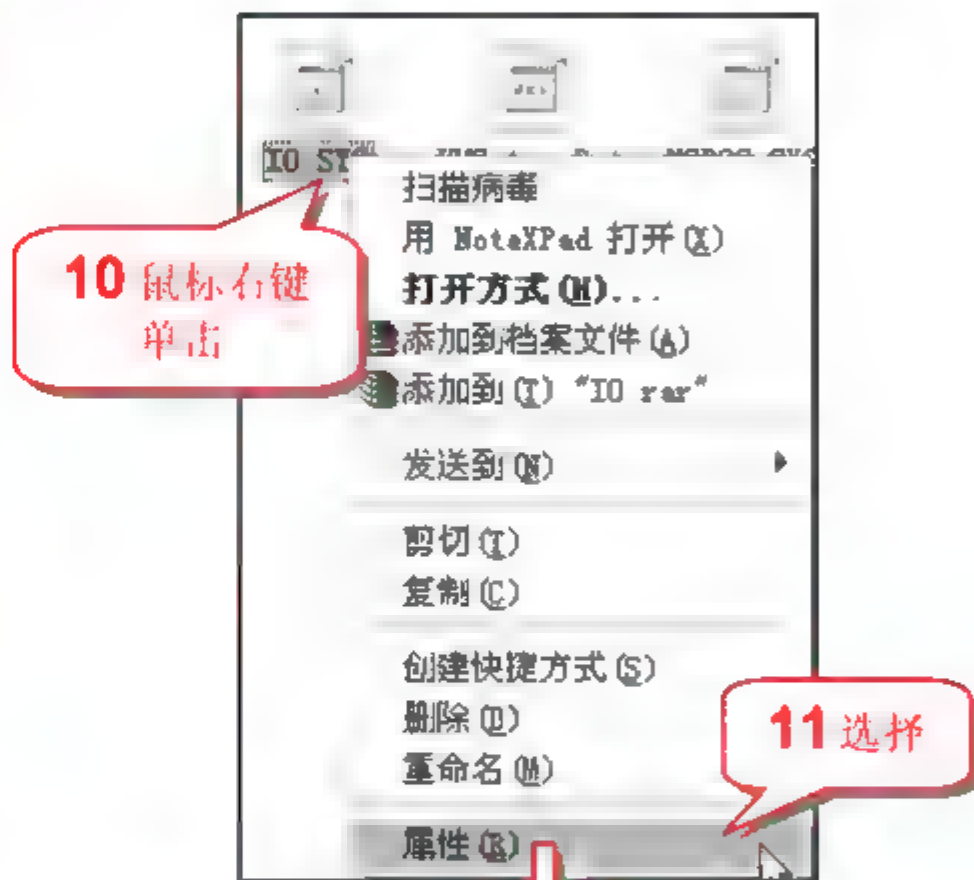 IO SY
扫描病毒
用 NoteXPad 打开(X)
10 鼠标右键
单击
打开方式(H)...
添加到档案文件(A)
添加到(T) "IO rar"
发送到(N)
剪切(T)
复制(C)
创建快捷方式(S)
删除(D)
重命名(M)
11 选择
属性(R)